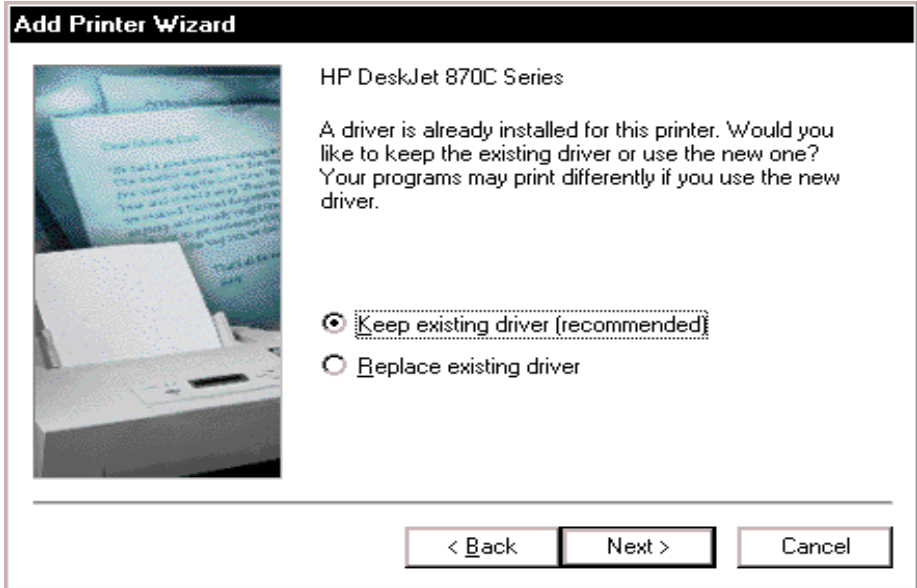 Add Printer Wizard
HP DeskJet 870C Series
A driver is already installed for this printer. Would you
like to keep the existing driver or use the new one?
Your programs may print differently if you use the new
driver.
Keep existing driver (recommended)
Replace existing driver
< Back
Next >
Cancel